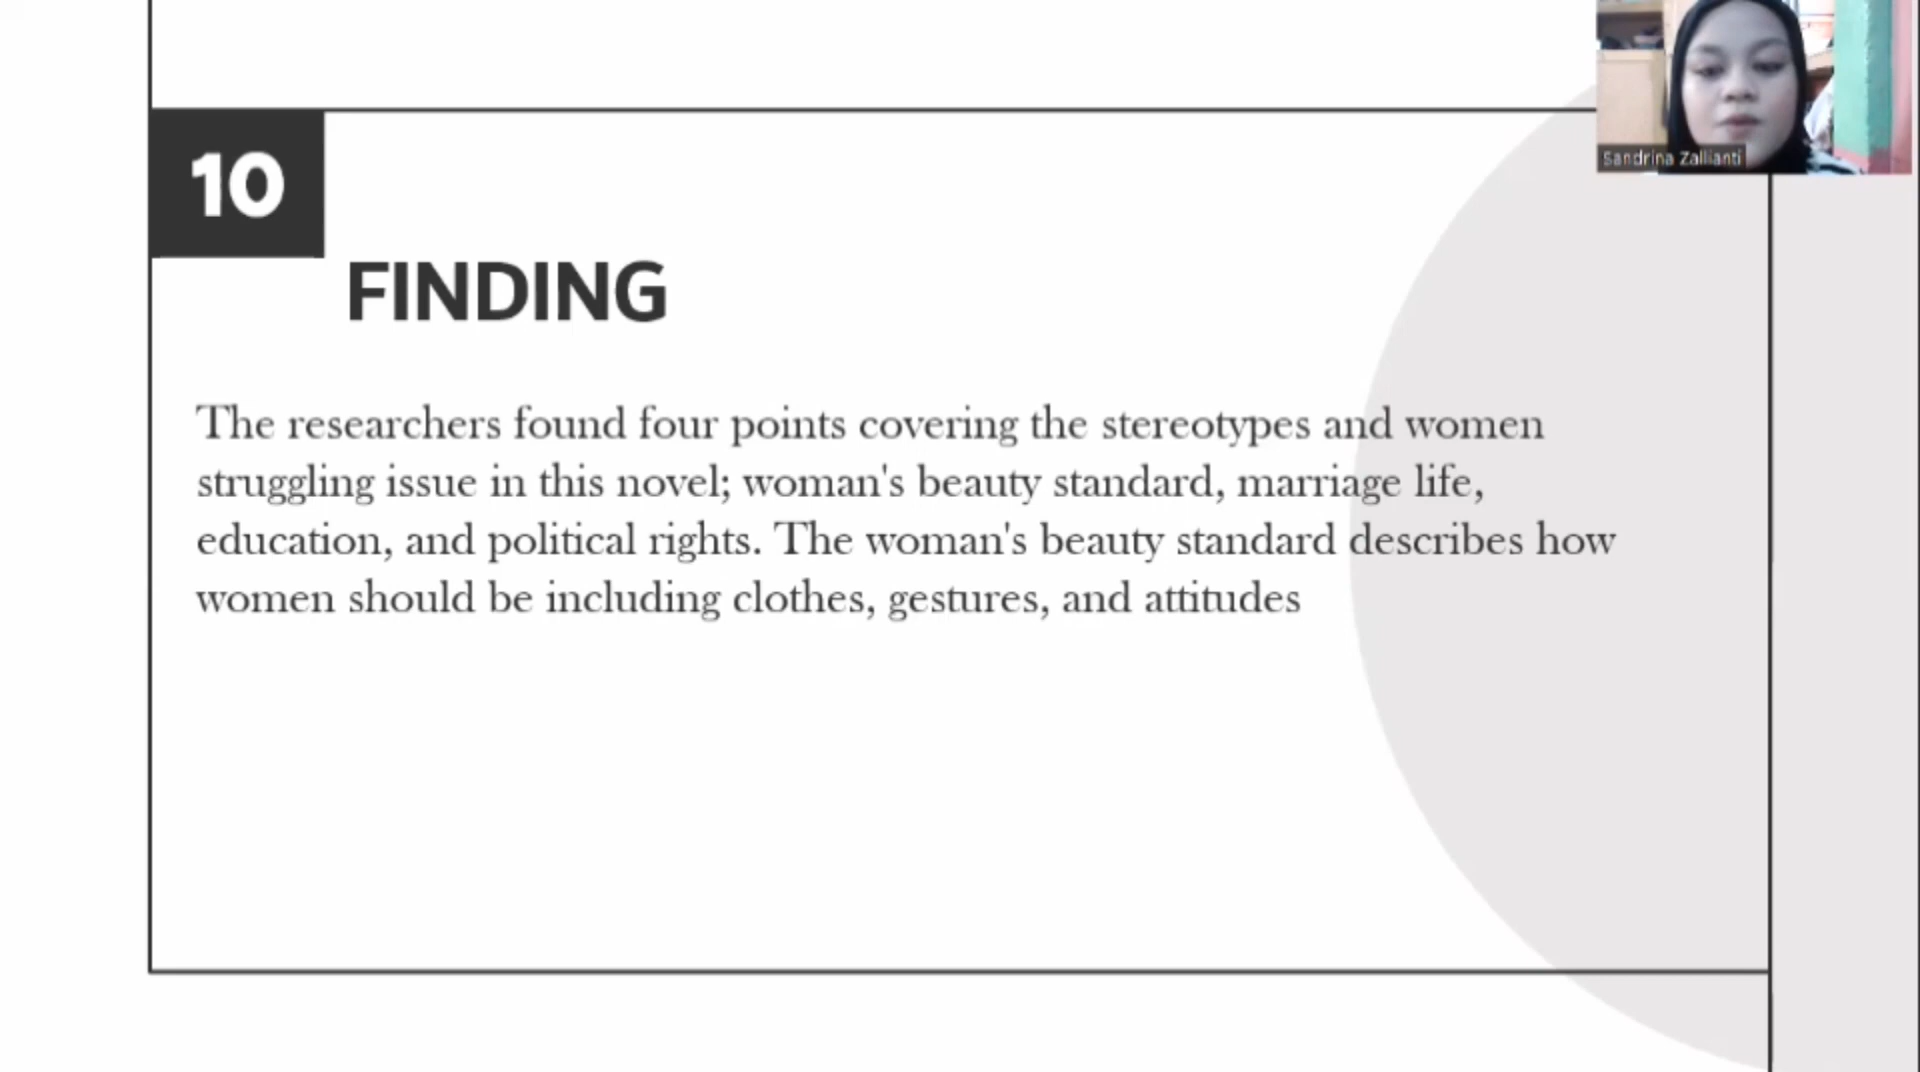 10
FINDING
The researchers found four points covering the stereotypes and women
struggling issue in this novel; woman's beauty standard, marriage life,
education, and political rights. The woman's beauty standard describes how
women should be including clothes, gestures, and attitudes
Sandrina Zallianti